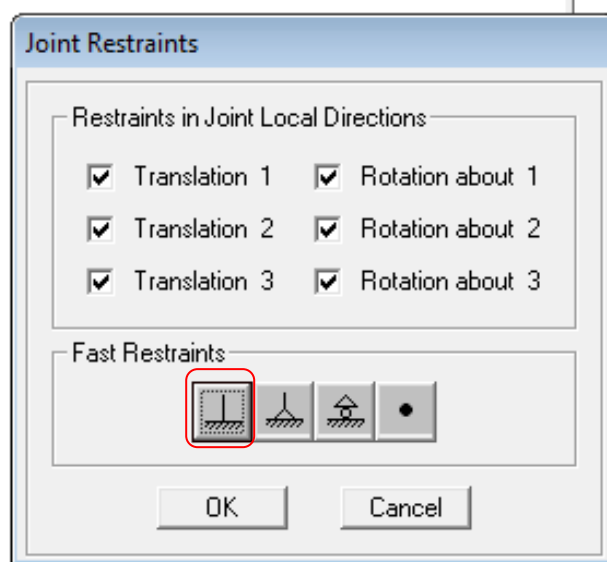 Joint Restraints
Restraints in Joint Local Directions
Translation 1 Rotation about 1
Translation 2 Rotation about 2
Translation 3 Rotation about 3
Fast Restraints
OK Cancel